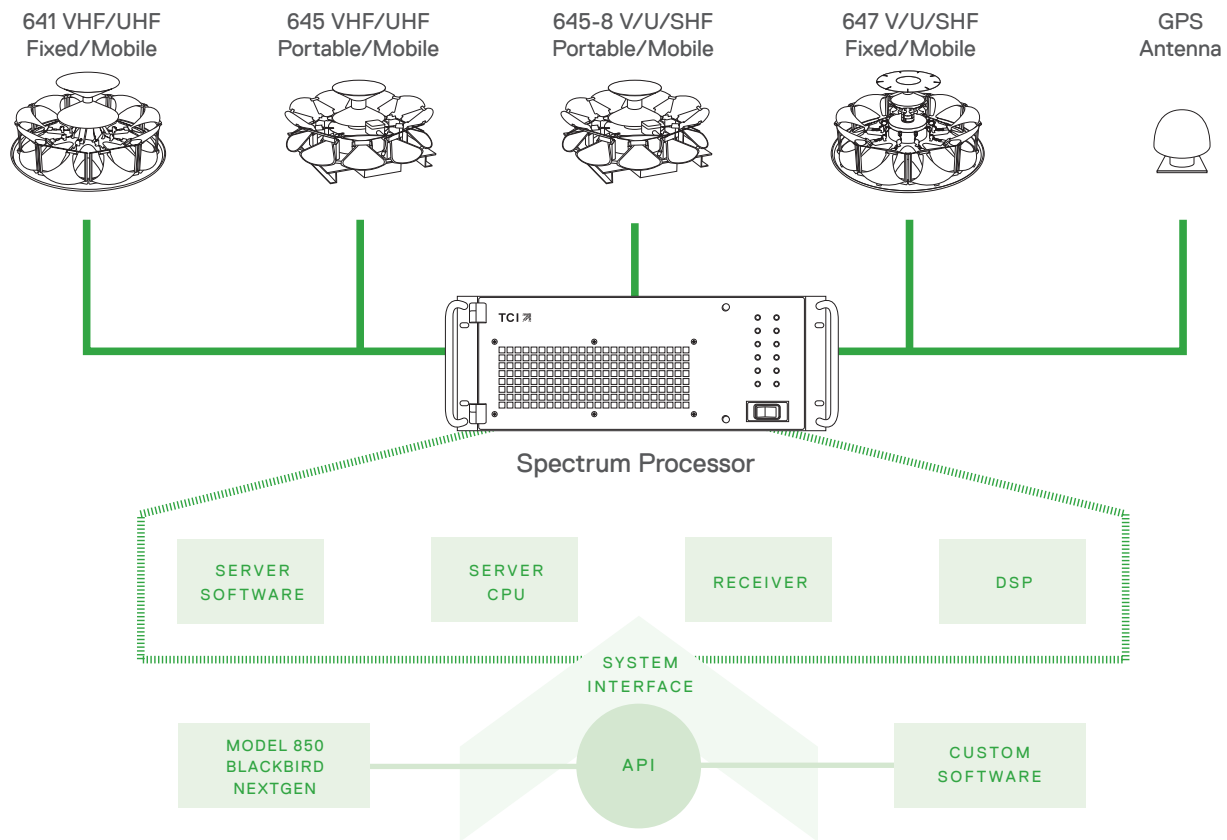 641 VHF/UHF
Fixed/Mobile
645 VHF/UHF
Portable/Mobile
645-8 V/U/SHF
Portable/Mobile
647 V/U/SHF
Fixed/Mobile
GPS
Antenna
TCI
Spectrum Processor
SERVER
SOFTWARE
SERVER
CPU
RECEIVER
DSP
SYSTEM
INTERFACE
MODEL 850
BLACKBIRD
NEXTGEN
API
CUSTOM
SOFTWARE